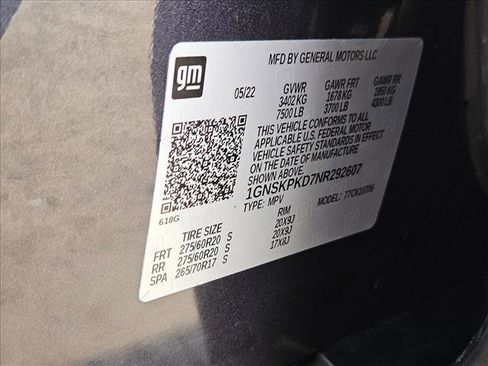 gm
MFD BY GENERAL MOTORS LLC
05/22 GVWR GAWR FRT GAWR RR
3402 KG 1678 KG 1950 KG
7500 LB 3700 LB 4300 LB
THIS VEHICLE CONFORMS TO ALL
APPLICABLE U.S. FEDERAL MOTOR
VEHICLE SAFETY STANDARDS IN
EFFECT ON THE DATE OF MANUFACTURE
SHOWN ABOVE.
1GNSKPKD7NR292607
TYPE: MPV MODEL:
618G
TIRE SIZE RIM
FRT 275/60R20 S 20X9J
RR 275/60R20 S 20X9J
SPA 265/70R17 S 17X8J